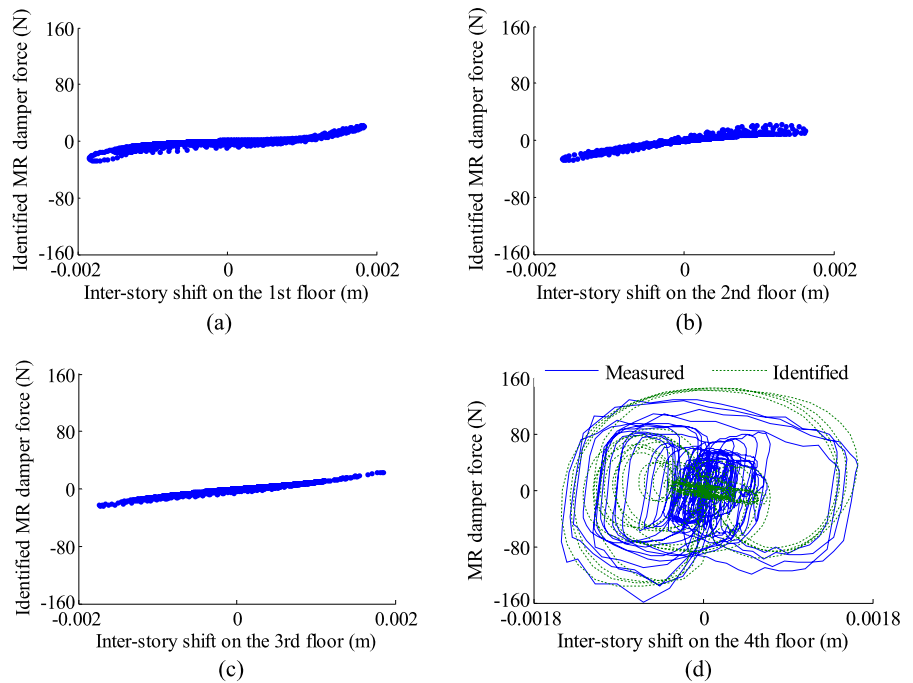 Identified MR damper force (N)
160
80
0
-80
-160
-0.002
0
0.002
Inter-story shift on the 1st floor (m)
(a)
Identified MR damper force (N)
160
80
0
-80
-160
-0.002
0
0.002
Inter-story shift on the 2nd floor (m)
(b)
Identified MR damper force (N)
160
80
0
-80
-160
-0.002
0
0.002
Inter-story shift on the 3rd floor (m)
(c)
Measured
Identified
MR damper force (N)
160
80
0
-80
-160
-0.0018
0
0.0018
Inter-story shift on the 4th floor (m)
(d)